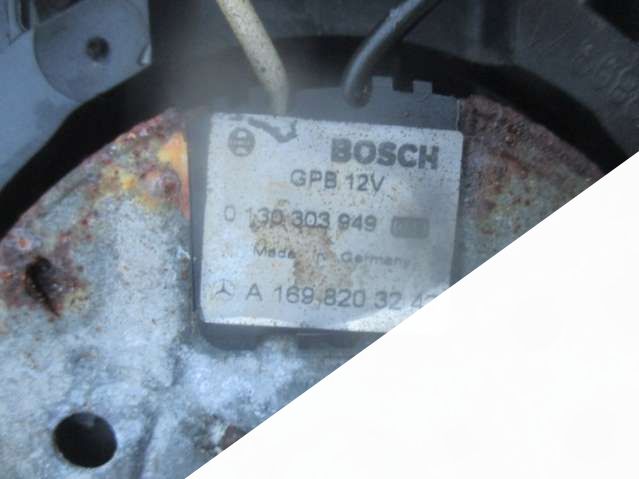 BOSCH
GPB 12V
0 130 303 949
Made in Germany
A 169 820 32